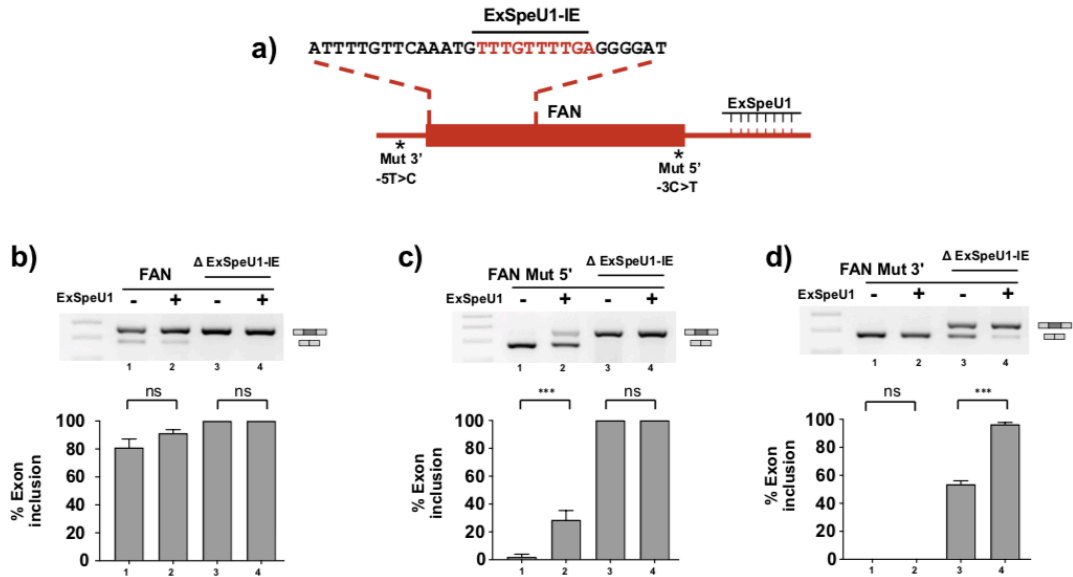 a)
ExSpeU1-IE
ATTTTGTTCAAATGTTTGTTTTGAGGGGAT
FAN
ExSpeU1
* Mut 3'
-5T>C
* Mut 5'
-3C>T
b)
FAN
Δ ExSpeU1-IE
ExSpeU1 - + - +
1 2 3 4
ns ns
% Exon inclusion
100
80
60
40
20
0
1 2 3 4
c)
FAN Mut 5'
Δ ExSpeU1-IE
ExSpeU1 - + - +
1 2 3 4
*** ns
% Exon inclusion
100
80
60
40
20
0
1 2 3 4
d)
FAN Mut 3'
Δ ExSpeU1-IE
ExSpeU1 - + - +
1 2 3 4
ns ***
% Exon inclusion
100
80
60
40
20
0
1 2 3 4